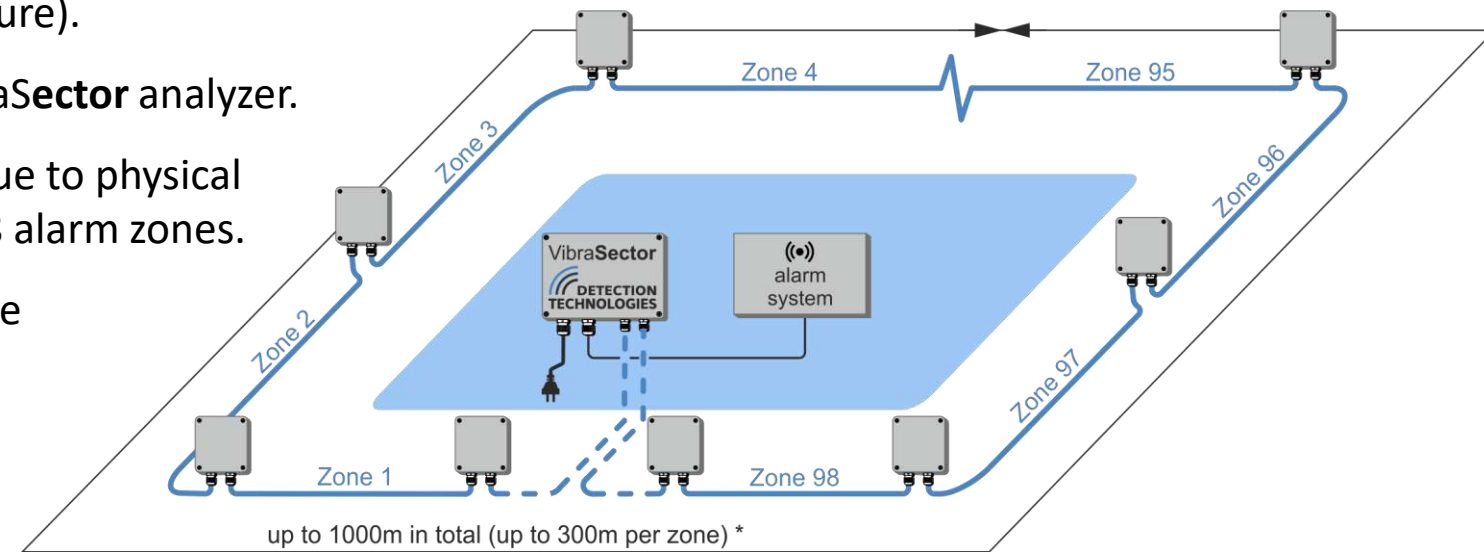 ure).
aSector analyzer.
ue to physical
alarm zones.
e
Zone 4
Zone 95
Zone 3
Zone 96
Zone 2
Zone 97
VibraSector
DETECTION
TECHNOLOGIES
((•))
alarm
system
Zone 1
Zone 98
up to 1000m in total (up to 300m per zone) *